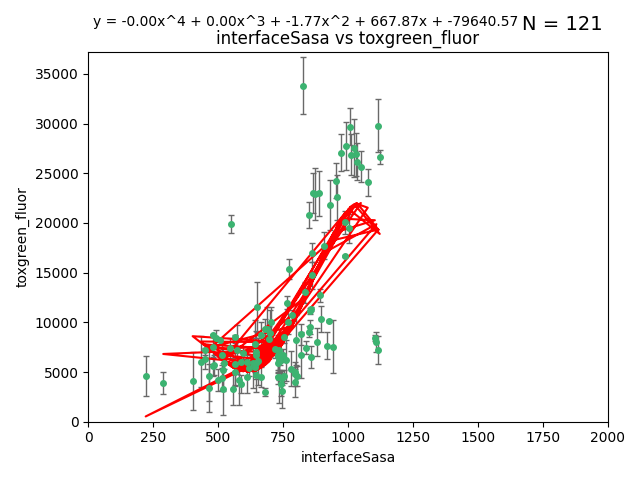 y = -0.00x^4 + 0.00x^3 + -1.77x^2 + 667.87x + -79640.57 N = 121
interfaceSasa vs toxgreen_fluor
35000
30000
25000
20000
15000
10000
5000
0
toxgreen_fluor
0 250 500 750 1000 1250 1500 1750 2000
interfaceSasa